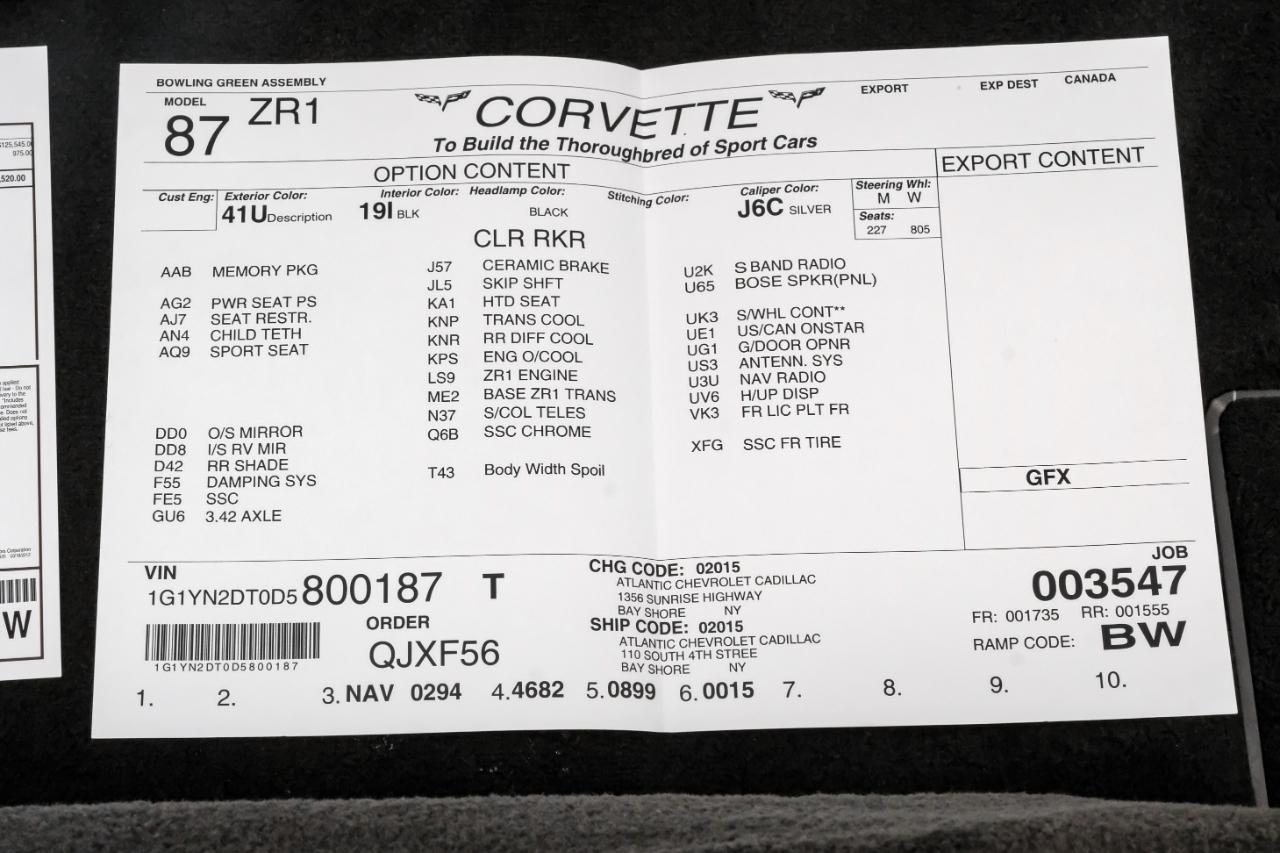 $125,545.00
975.00
,520.00
applied
W
BOWLING GREEN ASSEMBLY
MODEL
87 ZR1
CORVETTE
To Build the Thoroughbred of Sport Cars
EXPORT EXP DEST CANADA
OPTION CONTENT
EXPORT CONTENT
Cust Eng: Exterior Color: Interior Color: Headlamp Color: Stitching Color: Caliper Color: Steering Whl:
41U Description 19I BLK BLACK J6C SILVER M W
Seats:
227 805
CLR RKR
AAB MEMORY PKG
AG2 PWR SEAT PS
AJ7 SEAT RESTR.
AN4 CHILD TETH
AQ9 SPORT SEAT
DD0 O/S MIRROR
DD8 I/S RV MIR
D42 RR SHADE
F55 DAMPING SYS
FE5 SSC
GU6 3.42 AXLE
J57 CERAMIC BRAKE
JL5 SKIP SHFT
KA1 HTD SEAT
KNP TRANS COOL
KNR RR DIFF COOL
KPS ENG O/COOL
LS9 ZR1 ENGINE
ME2 BASE ZR1 TRANS
N37 S/COL TELES
Q6B SSC CHROME
T43 Body Width Spoil
U2K S BAND RADIO
U65 BOSE SPKR(PNL)
UK3 S/WHL CONT**
UE1 US/CAN ONSTAR
UG1 G/DOOR OPNR
US3 ANTENN. SYS
U3U NAV RADIO
UV6 H/UP DISP
VK3 FR LIC PLT FR
XFG SSC FR TIRE
GFX
VIN
1G1YN2DT0D5800187 T
1G1YN2DT0D5800187
ORDER
QJXF56
CHG CODE: 02015
ATLANTIC CHEVROLET CADILLAC
1356 SUNRISE HIGHWAY
BAY SHORE NY
SHIP CODE: 02015
ATLANTIC CHEVROLET CADILLAC
110 SOUTH 4TH STREE
BAY SHORE NY
JOB
003547
FR: 001735 RR: 001555
RAMP CODE: BW
1. 2. 3. NAV 0294 4.4682 5.0899 6.0015 7. 8. 9. 10.